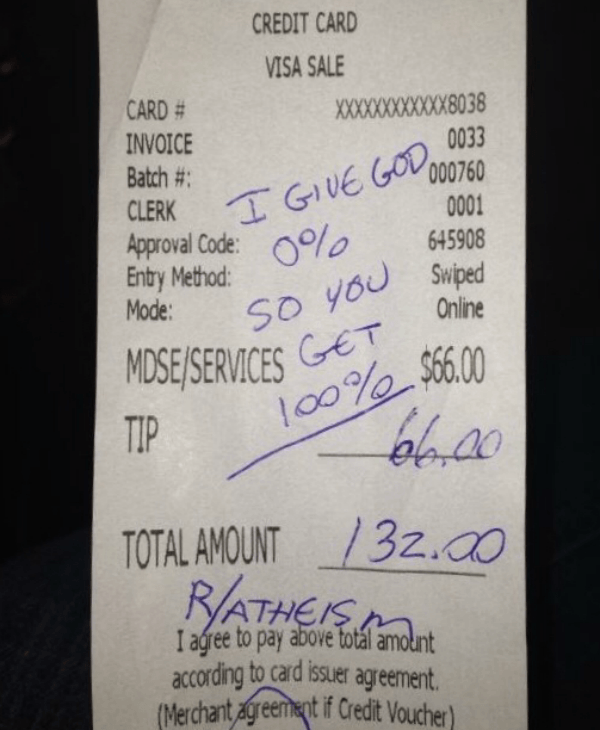 CREDIT CARD
VISA SALE
CARD # XXXXXXXXXXXX8038
INVOICE 0033
Batch #: 000760
CLERK 0001
Approval Code: 645908
Entry Method: Swiped
Mode: Online
I GIVE GOD
0%
SO YOU
GET
100%
MDSE/SERVICES $66.00
TIP 66.00
TOTAL AMOUNT 132.00
R/ATHEISM
I agree to pay above total amount
according to card issuer agreement.
(Merchant agreement if Credit Voucher)